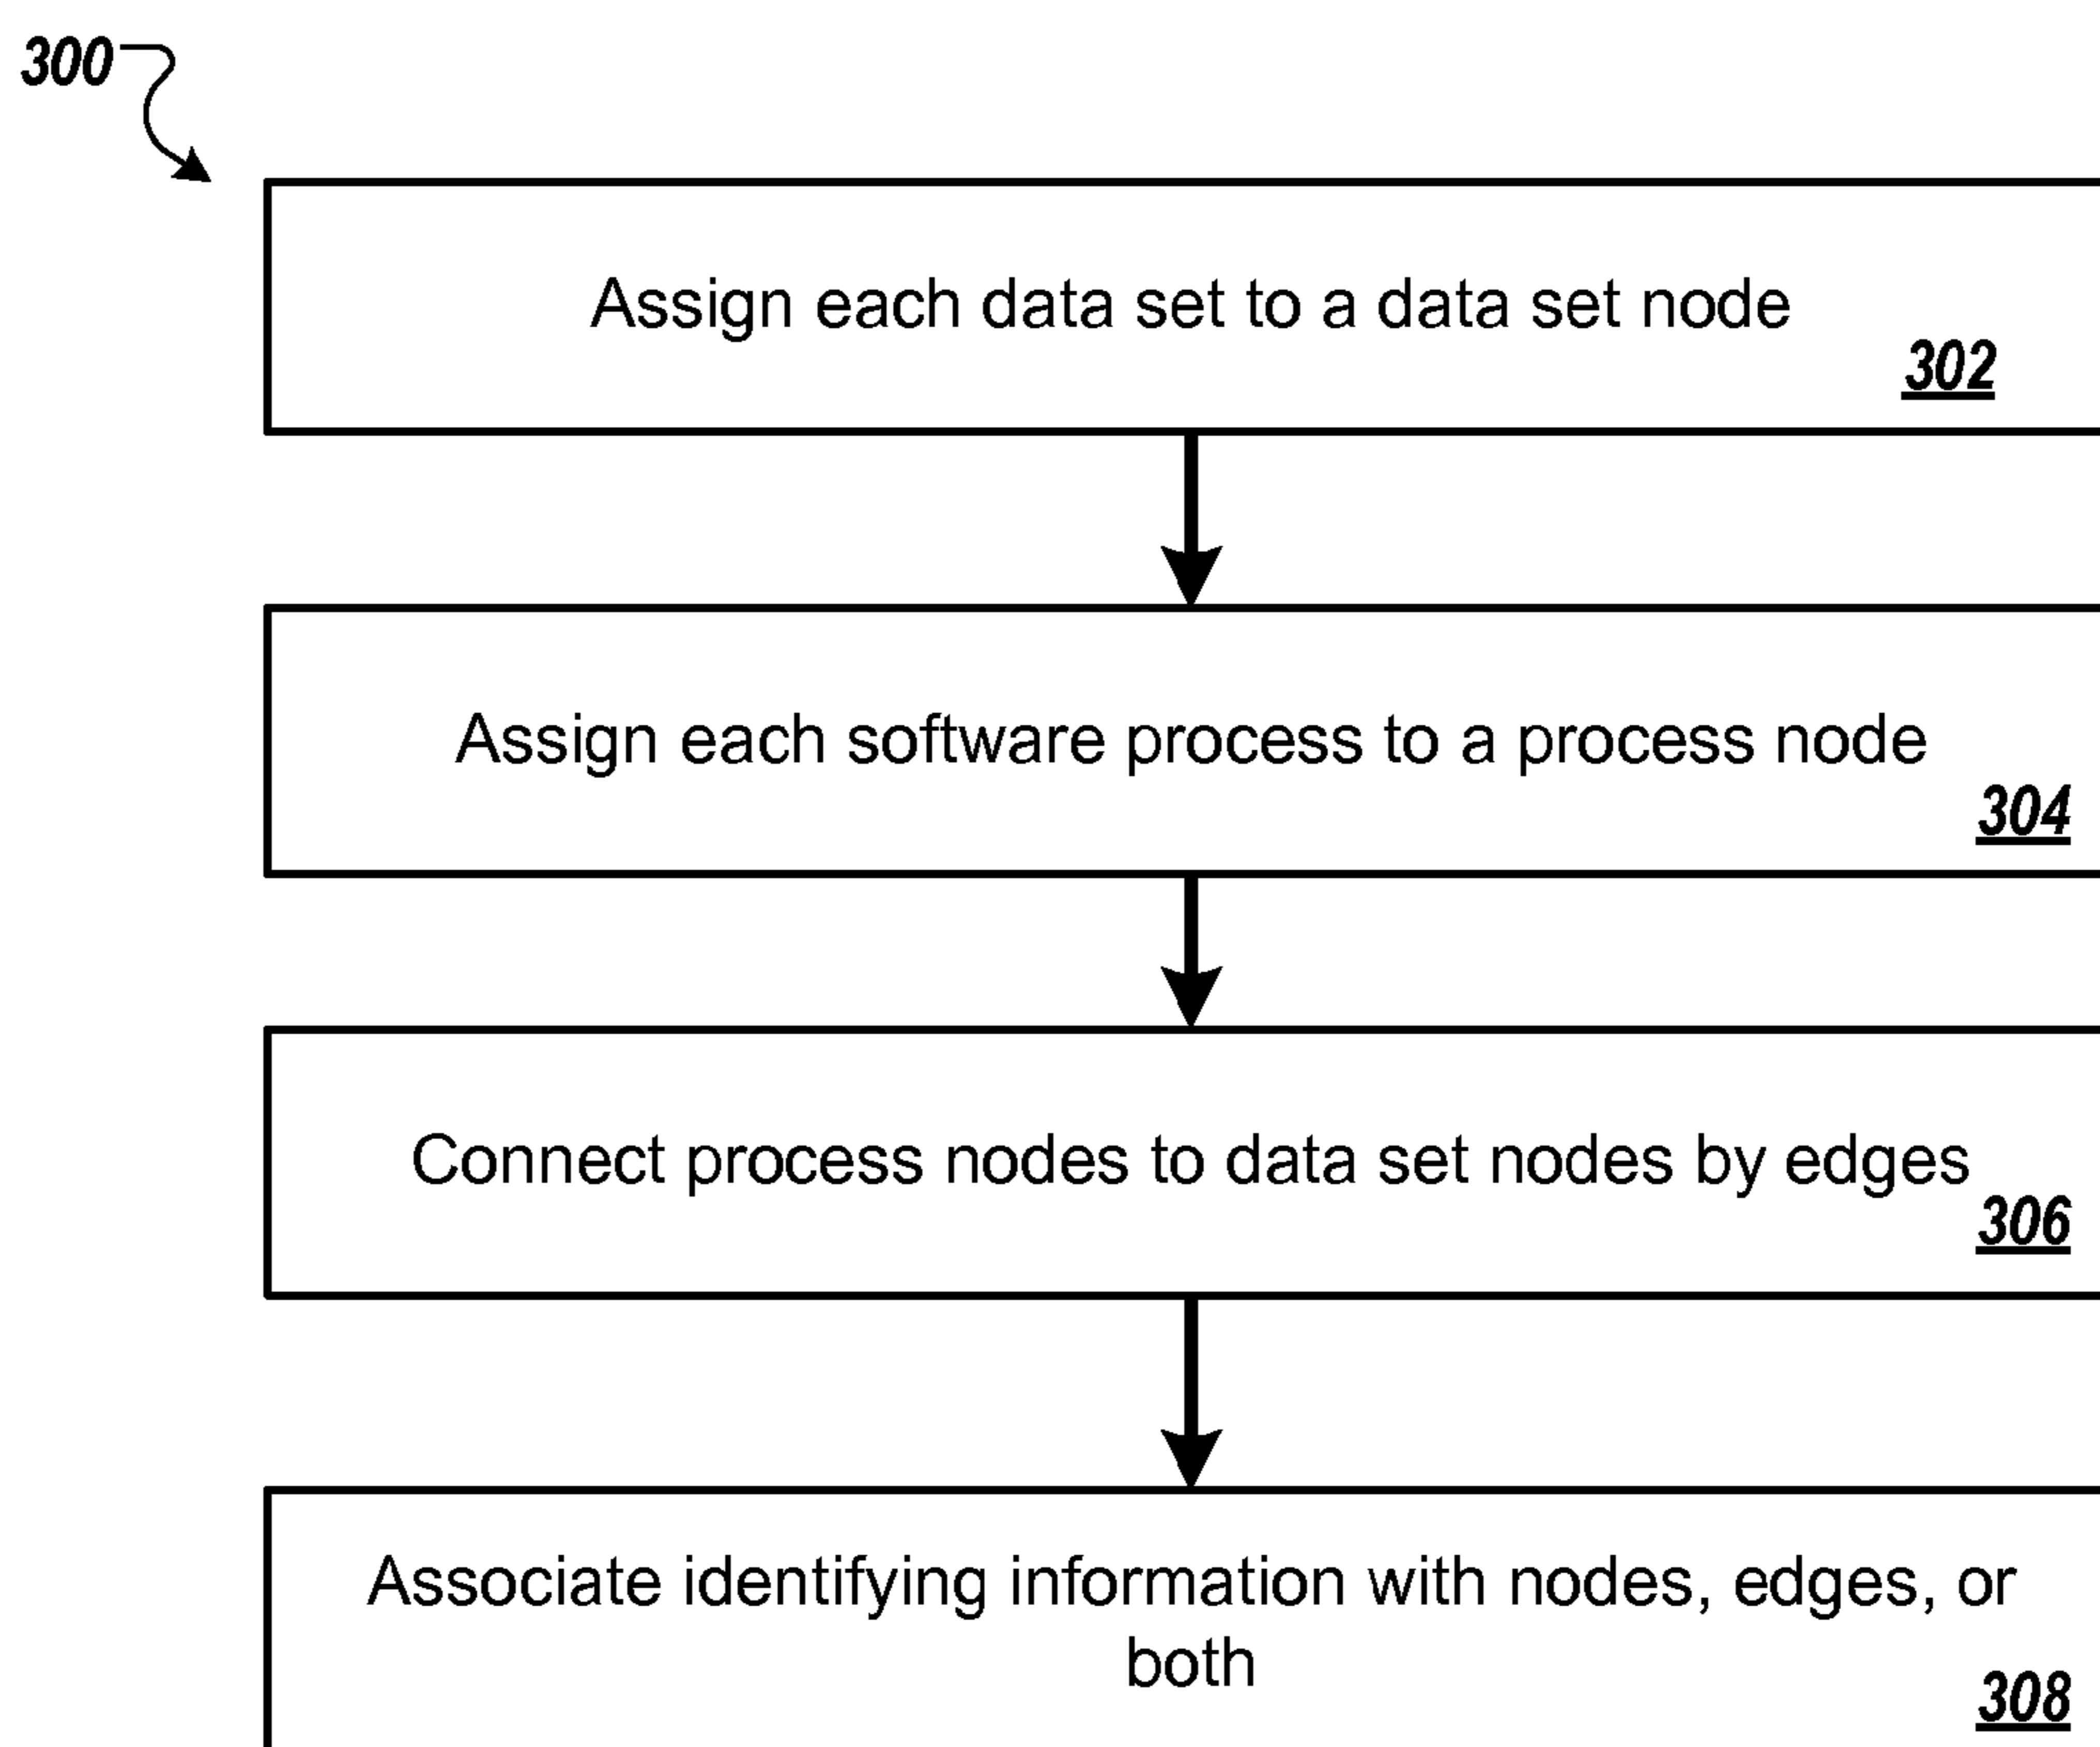 300
Assign each data set to a data set node
302
Assign each software process to a process node
304
Connect process nodes to data set nodes by edges
306
Associate identifying information with nodes, edges, or
both
308